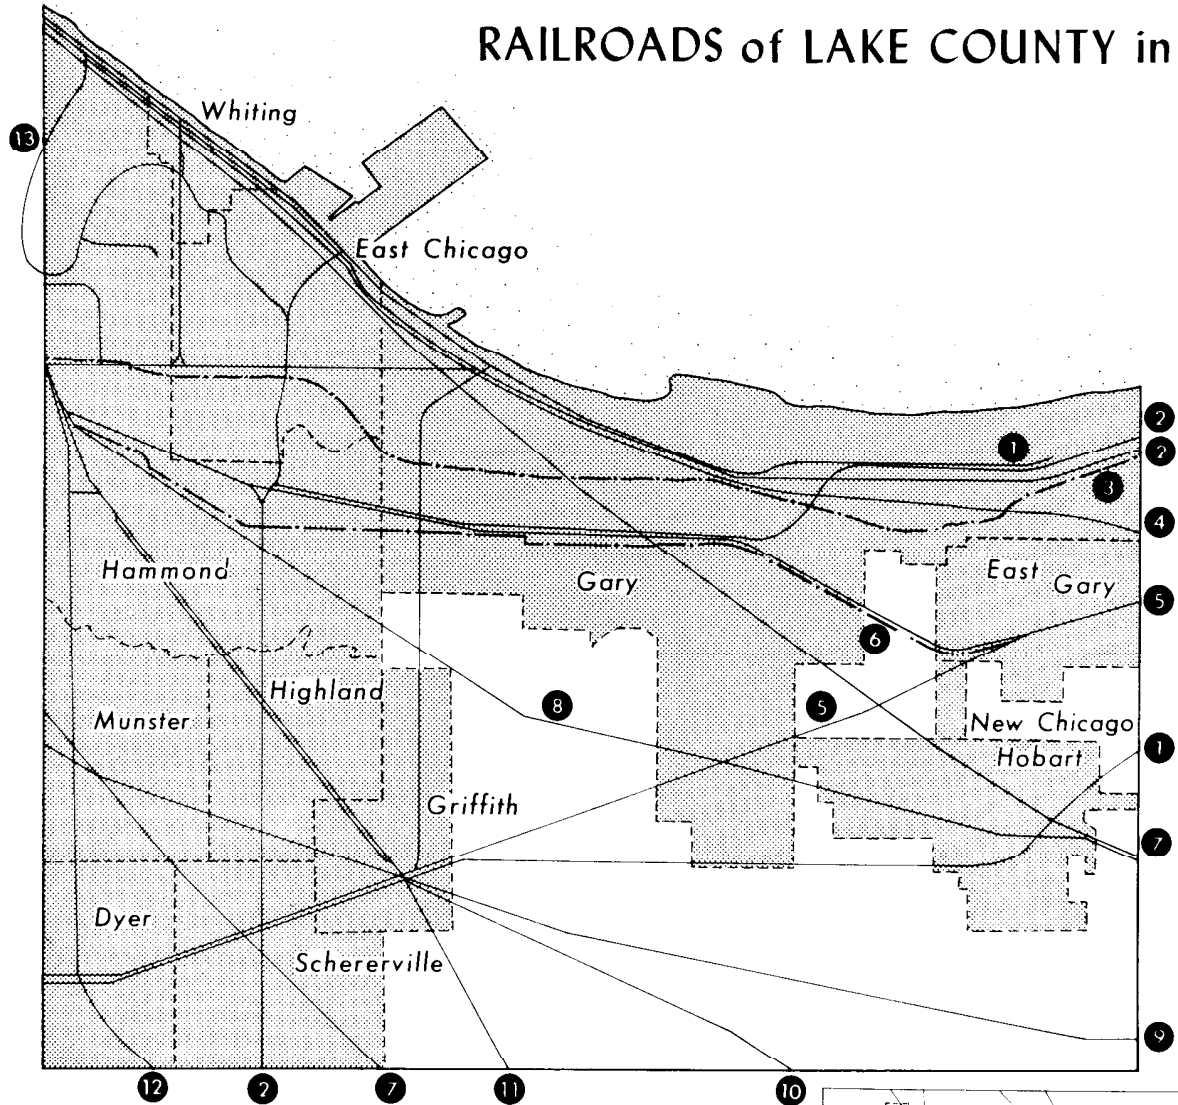 RAILROADS of LAKE COUNTY in
Whiting
13
East Chicago
2
1
2
3
4
Hammond
Gary
East
Gary
5
6
Highland
8
5
Munster
New Chicago
Hobart
1
Griffith
7
Dyer
Schererville
9
12
2
7
11
10